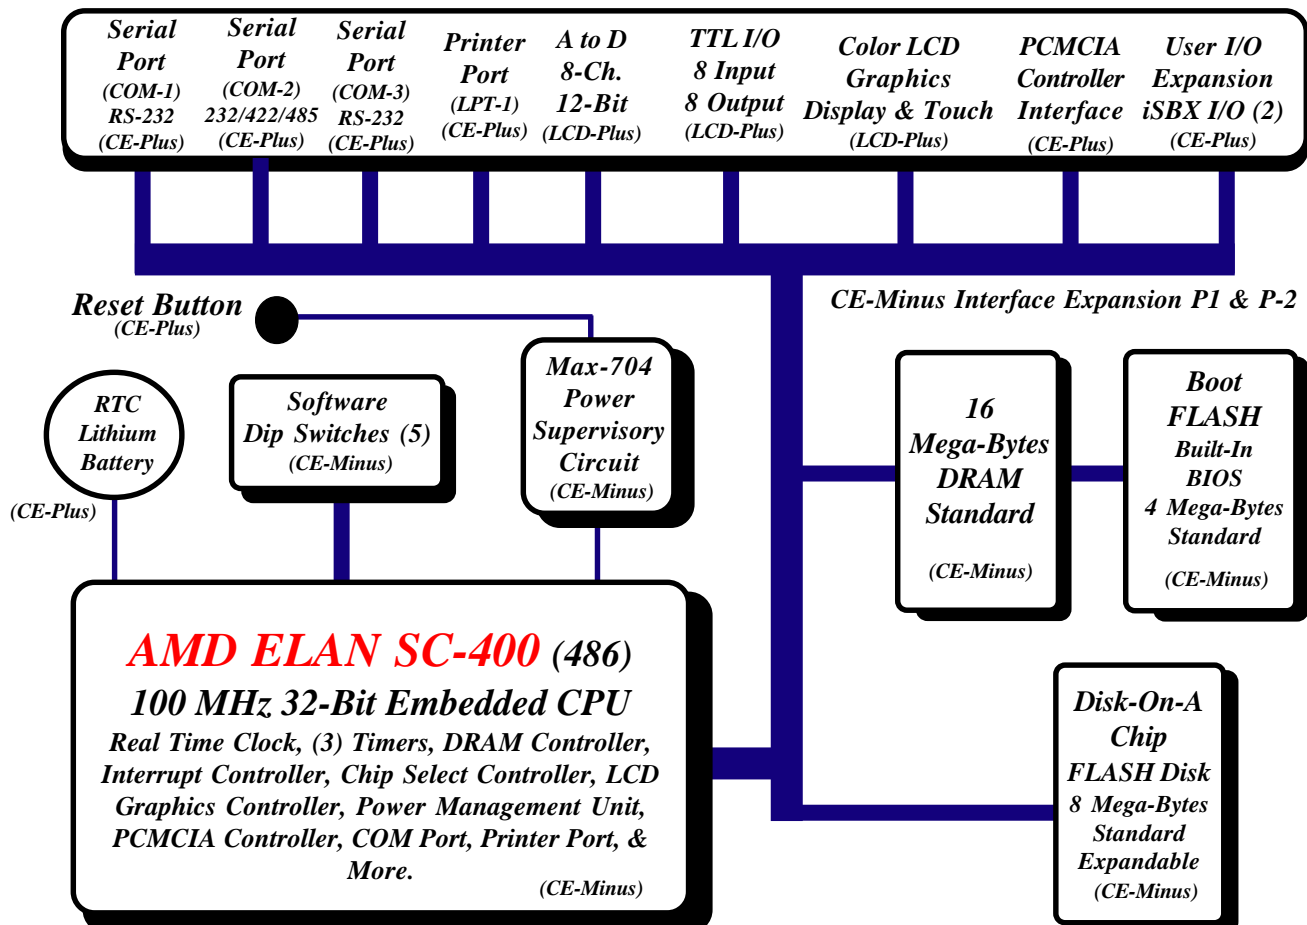 Serial
Port
(COM-1)
RS-232
(CE-Plus)
Serial
Port
(COM-2)
232/422/485
(CE-Plus)
Serial
Port
(COM-3)
RS-232
(CE-Plus)
Printer
Port
(LPT-1)
(CE-Plus)
A to D
8-Ch.
12-Bit
(LCD-Plus)
TTL I/O
8 Input
8 Output
(LCD-Plus)
Color LCD
Graphics
Display & Touch
(LCD-Plus)
PCMCIA
Controller
Interface
(CE-Plus)
User I/O
Expansion
iSBX I/O (2)
(CE-Plus)
Reset Button
(CE-Plus)
CE-Minus Interface Expansion P1 & P-2
RTC
Lithium
Battery
(CE-Plus)
Software
Dip Switches (5)
(CE-Minus)
Max-704
Power
Supervisory
Circuit
(CE-Minus)
16
Mega-Bytes
DRAM
Standard
(CE-Minus)
Boot
FLASH
Built-In
BIOS
4 Mega-Bytes
Standard
(CE-Minus)
AMD ELAN SC-400 (486)
100 MHz 32-Bit Embedded CPU
Real Time Clock, (3) Timers, DRAM Controller,
Interrupt Controller, Chip Select Controller, LCD
Graphics Controller, Power Management Unit,
PCMCIA Controller, COM Port, Printer Port, &
More.
(CE-Minus)
Disk-On-A
Chip
FLASH Disk
8 Mega-Bytes
Standard
Expandable
(CE-Minus)